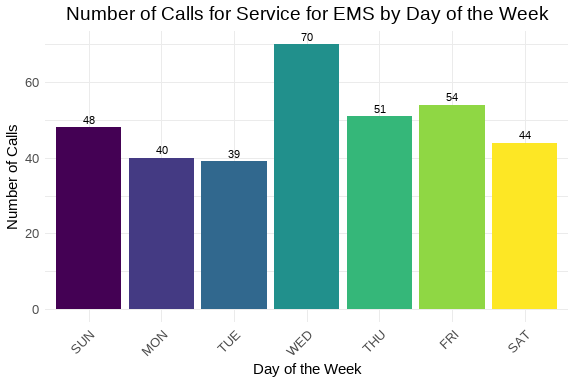 Number of Calls for Service for EMS by Day of the Week
Number of Calls
60
40
20
0
48
40
39
70
51
54
44
SUN
MON
TUE
WED
THU
FRI
SAT
Day of the Week